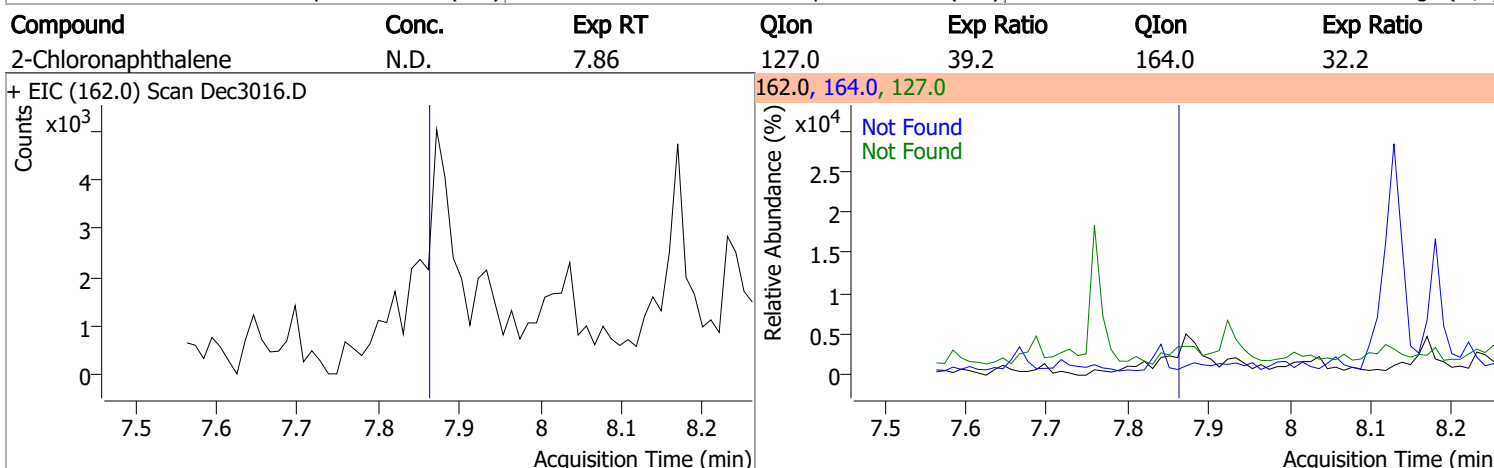 Compound Conc. Exp RT QIon Exp Ratio QIon Exp Ratio
2-Chloronaphthalene N.D. 7.86 127.0 39.2 164.0 32.2
+ EIC (162.0) Scan Dec3016.D
Counts
x10³
4
3
2
1
0
7.5 7.6 7.7 7.8 7.9 8 8.1 8.2
Acquisition Time (min)
162.0, 164.0, 127.0
Relative Abundance (%)
x10⁴
Not Found
Not Found
2.5
2
1.5
1
0.5
0
7.5 7.6 7.7 7.8 7.9 8 8.1 8.2
Acquisition Time (min